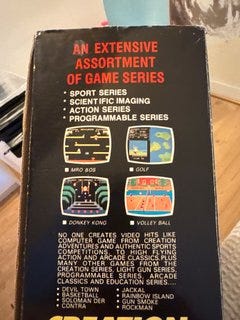 AN EXTENSIVE
ASSORTMENT
OF GAME SERIES
* SPORT SERIES
* SCIENTIFIC IMAGING
* ACTION SERIES
* PROGRAMMABLE SERIES
■ MRO BOS
■ GOLF
■ DONKEY KONG
■ VOLLEY BALL
NO ONE CREATES VIDEO HITS LIKE
COMPUTER GAME FROM CREATION
ADVENTURES AND AUTHENTIC SPORTS
COMPETITIONS, TO HIGH FLYING
ACTION AND ARCADE CLASSICS,PLUS
MANY OTHER GAMES FROM THE
CREATION SERIES, LIGHT GUN SERIES,
PROGRAMMABLE SERIES, ARCADE
CLASSICS AND EDUCATION SERIES....
• DEVIL TOWN
• BASKETBALL
• SOLOMAN DER
• CONTRA
• JACKAL
• RAINBOW ISLAND
• GUN SMOKE
• ROCKMAN
CREATION